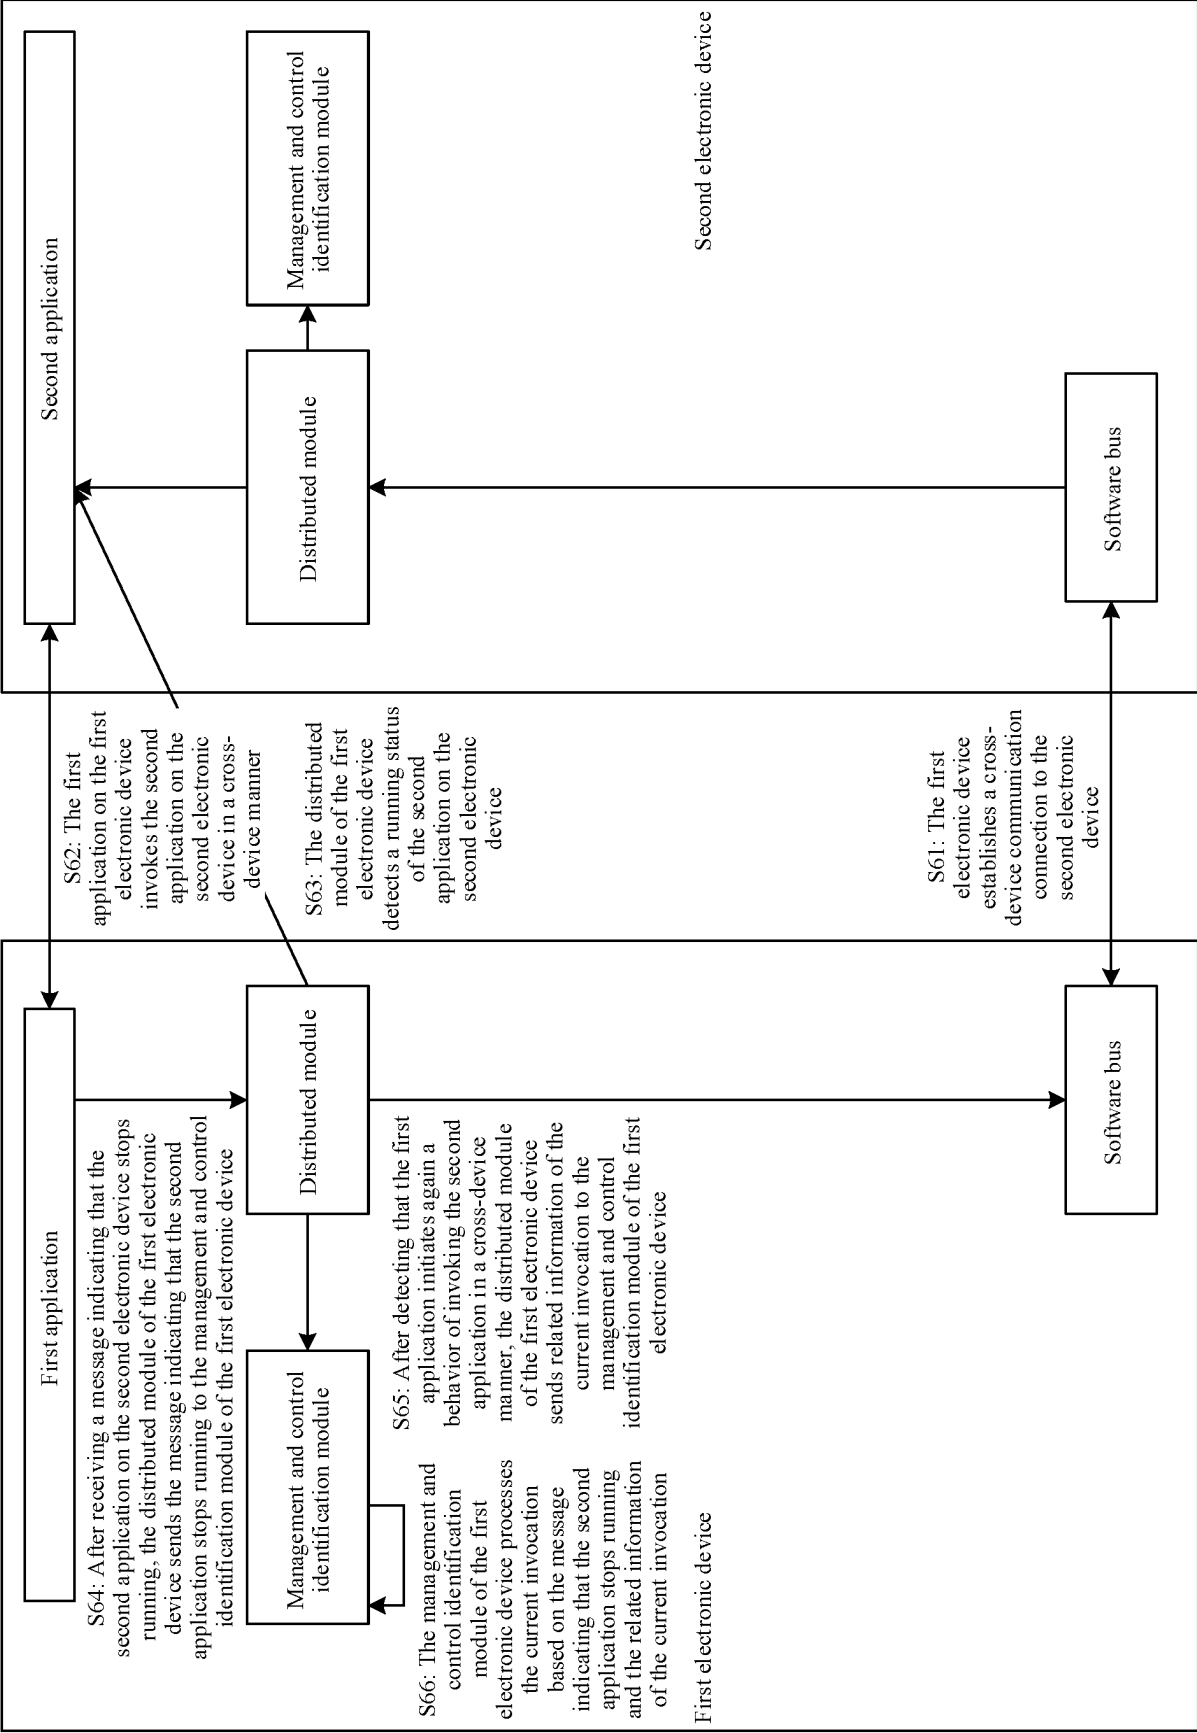 First application
S64: After receiving a message indicating that the
second application on the second electronic device stops
running, the distributed module of the first electronic
device sends the message indicating that the second
application stops running to the management and control
identification module of the first electronic device
Management and control
identification module
Distributed module
S66: The management and
control identification
module of the first
electronic device processes
the current invocation
based on the message
indicating that the second
application stops running
and the related information
of the current invocation
S65: After detecting that the first
application initiates again a
behavior of invoking the second
application in a cross-device
manner, the distributed module
of the first electronic device
sends related information of the
current invocation to the
management and control
identification module of the first
electronic device
First electronic device
Software bus
S62: The first
application on the first
electronic device
invokes the second
application on the
second electronic
device in a cross-
device manner
S63: The distributed
module of the first
electronic device
detects a running status
of the second
application on the
second electronic
device
S61: The first
electronic device
establishes a cross-
device communication
connection to the
second electronic
device
Second application
Distributed module
Management and control
identification module
Second electronic device
Software bus